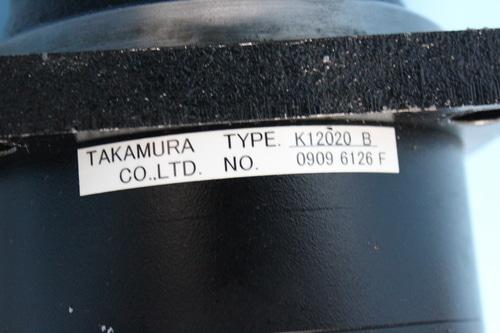 TAKAMURA TYPE. K12020 B
CO.,LTD. NO. 0909 6126 F